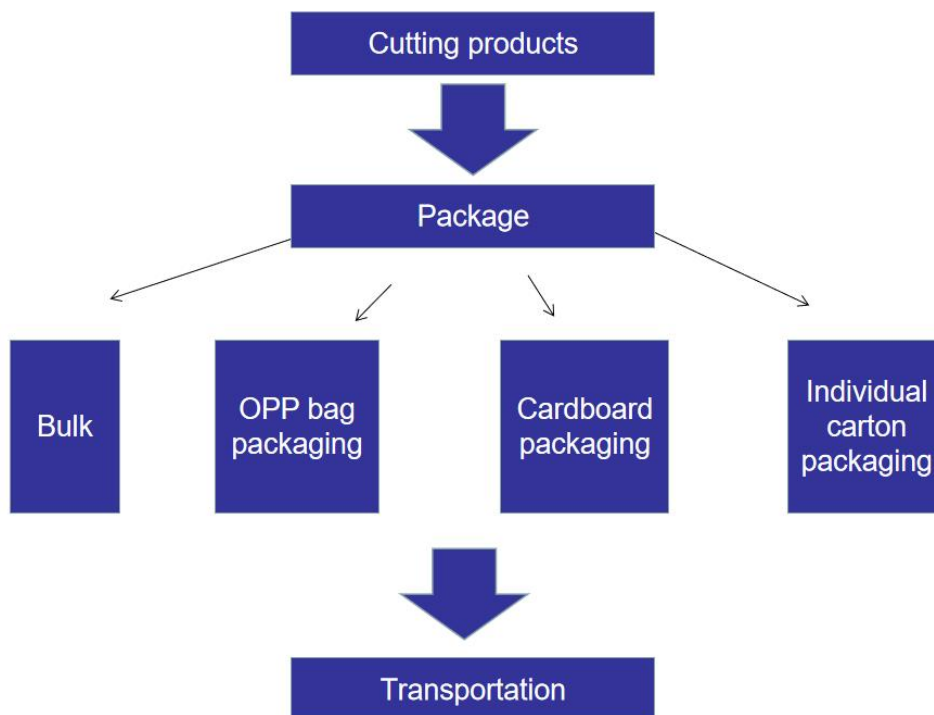 Cutting products
Package
Bulk
OPP bag
packaging
Cardboard
packaging
Individual
carton
packaging
Transportation